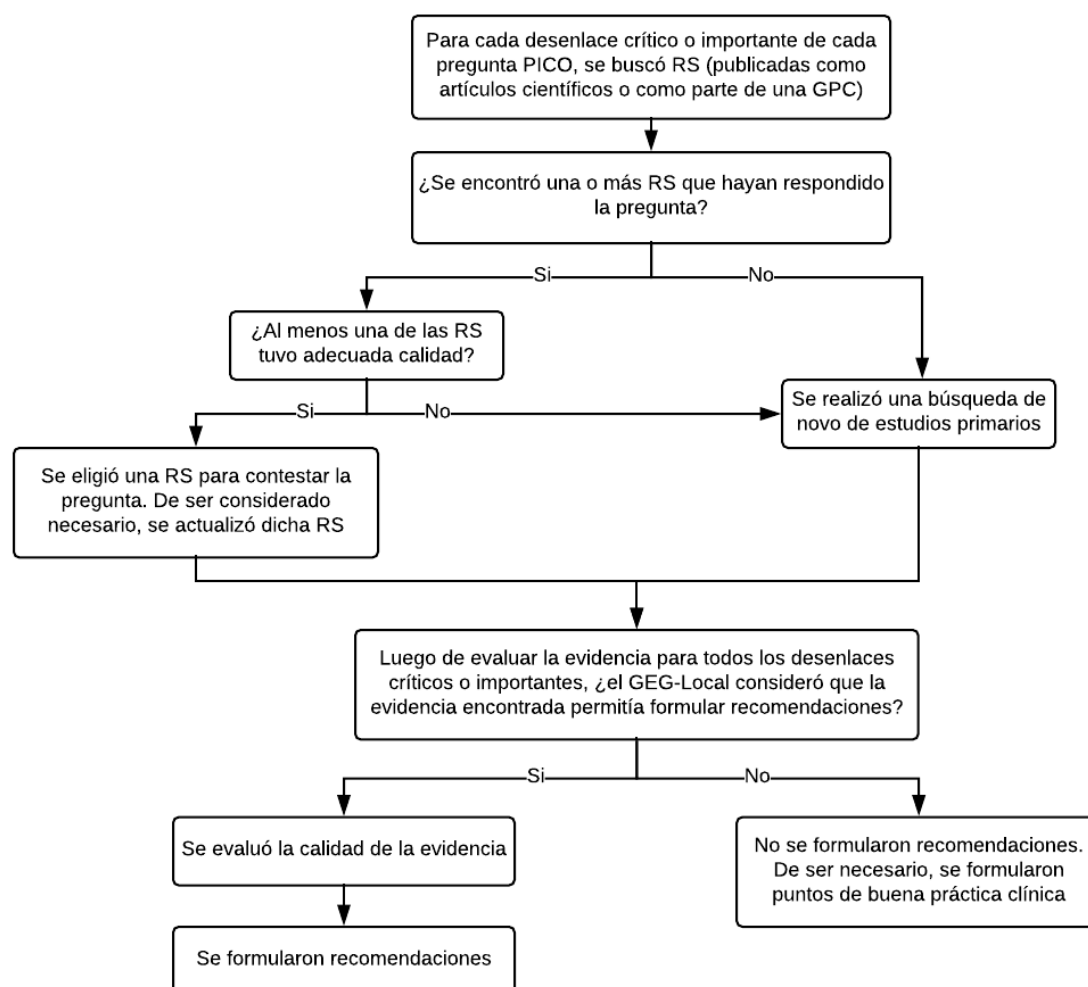 Para cada desenlace crítico o importante de cada
pregunta PICO, se buscó RS (publicadas como
artículos científicos o como parte de una GPC)
¿Se encontró una o más RS que hayan respondido
la pregunta?
Si
No
¿Al menos una de las RS
tuvo adecuada calidad?
Si
No
Se realizó una búsqueda de
novo de estudios primarios
Se eligió una RS para contestar la
pregunta. De ser considerado
necesario, se actualizó dicha RS
Luego de evaluar la evidencia para todos los desenlaces
críticos o importantes, ¿el GEG-Local consideró que la
evidencia encontrada permitía formular recomendaciones?
Si
No
Se evaluó la calidad de la evidencia
No se formularon recomendaciones.
De ser necesario, se formularon
puntos de buena práctica clínica
Se formularon recomendaciones